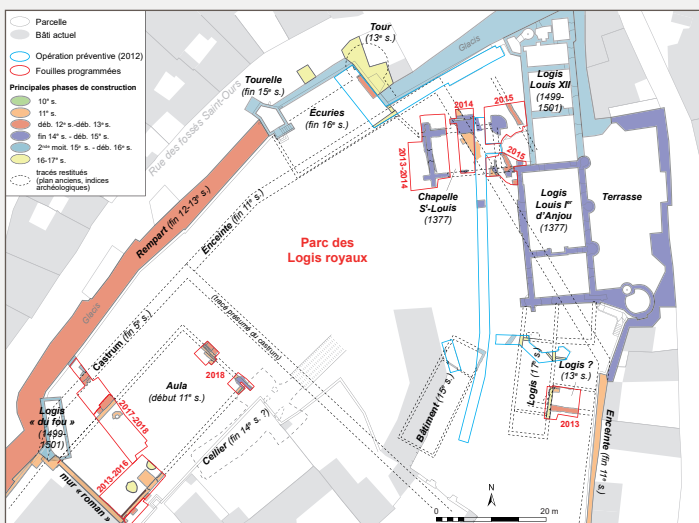 Parcelle
Bâti actuel
Opération préventive (2012)
Fouilles programmées
Principales phases de construction
10ᵉ s.
11ᵉ s.
déb. 12ᵉ s.-déb. 13ᵉ s.
fin 14ᵉ s. - déb. 15ᵉ s.
2ⁿᵈᵉ moit. 15ᵉ s. - déb. 16ᵉ s.
16-17ᵉ s.
tracés restitués
(plan anciens, indices
archéologiques)
Tour
(13ᵉ s.)
Glacis
Tourelle
(fin 15ᵉ s.)
Écuries
(fin 16ᵉ s.)
Rue des fossés Saint-Ours
Logis
Louis XII
(1499-
1501)
2014
2015
2013-2014
2015
Chapelle
Sᵗ-Louis
(1377)
Logis
Louis Iᵉʳ
d'Anjou
(1377)
Terrasse
Rempart (fin 12-13ᵉ s.)
Enceinte (fin 11ᵉ s.)
Parc des
Logis royaux
Glacis
Castrum (fin 5ᵉ s.)
(tracé présumé du castrum)
Aula
(début 11ᵉ s.)
2018
Logis
« du fou »
(1499-
1501)
2017-2018
2013-2016
mur « roman »
Cellier (fin 14ᵉ s. ?)
Bâtiment (15ᵉ s.)
Logis (17ᵉ s.)
Logis ?
(13ᵉ s.)
2013
Enceinte (fin 11ᵉ s.)
N
0
20 m